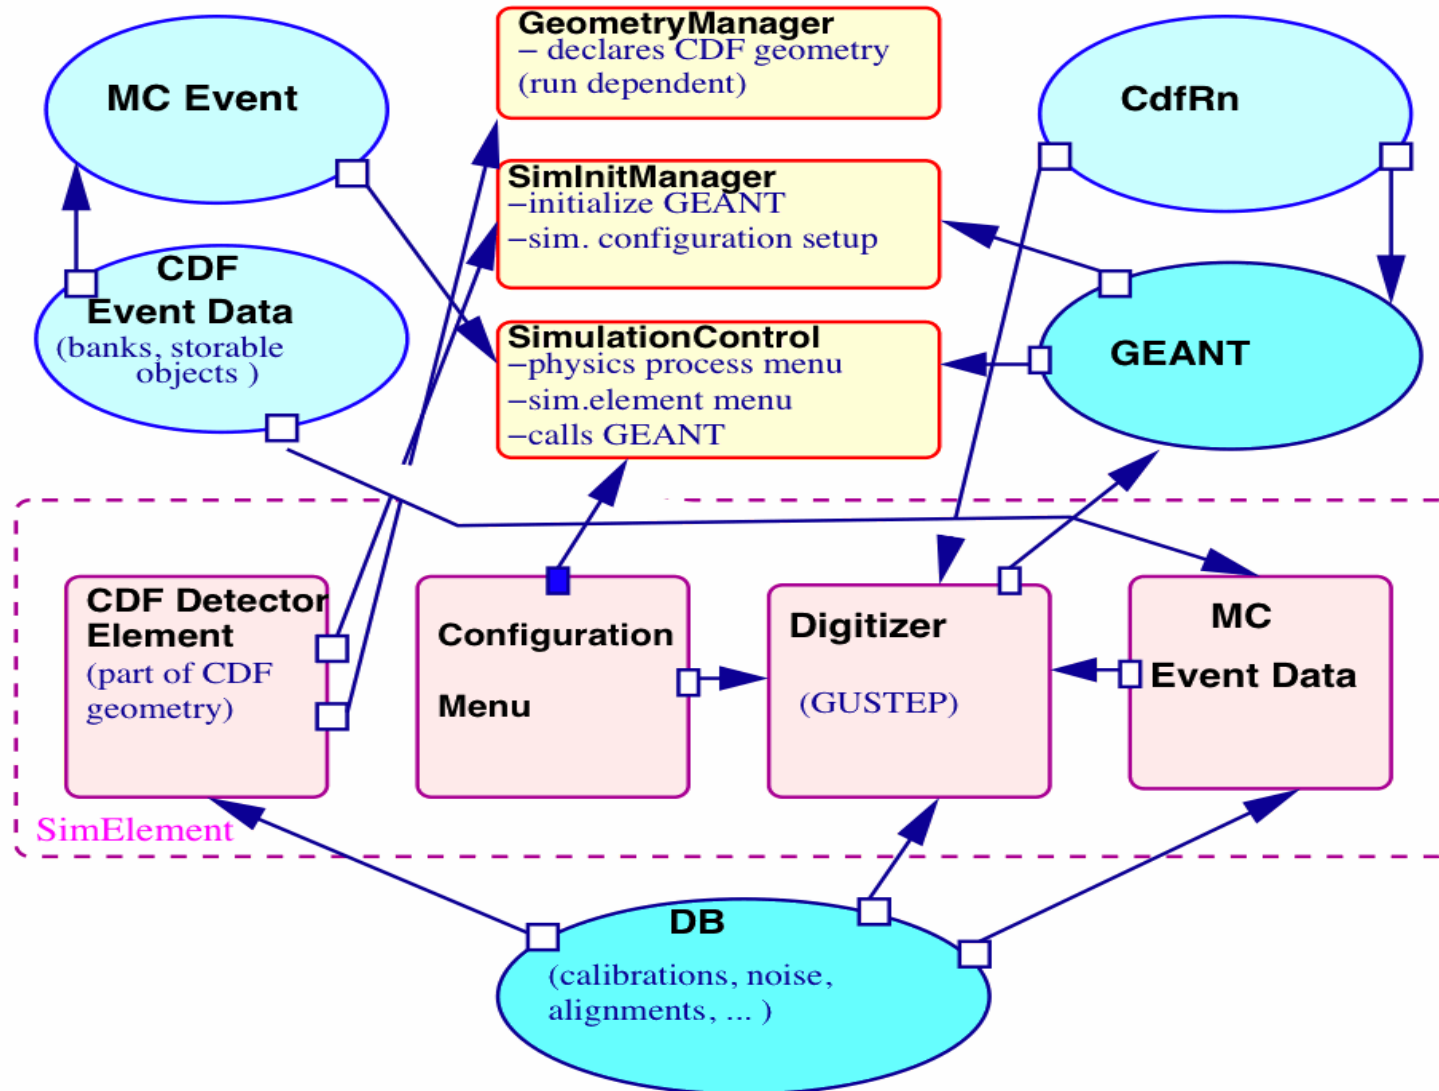 GeometryManager
– declares CDF geometry
(run dependent)
MC Event
CdfRn
SimInitManager
–initialize GEANT
–sim. configuration setup
CDF
Event Data
(banks, storable
objects )
SimulationControl
–physics process menu
–sim.element menu
–calls GEANT
GEANT
CDF Detector
Element
(part of CDF
geometry)
Configuration
Menu
Digitizer
(GUSTEP)
MC
Event Data
SimElement
DB
(calibrations, noise,
alignments, ... )